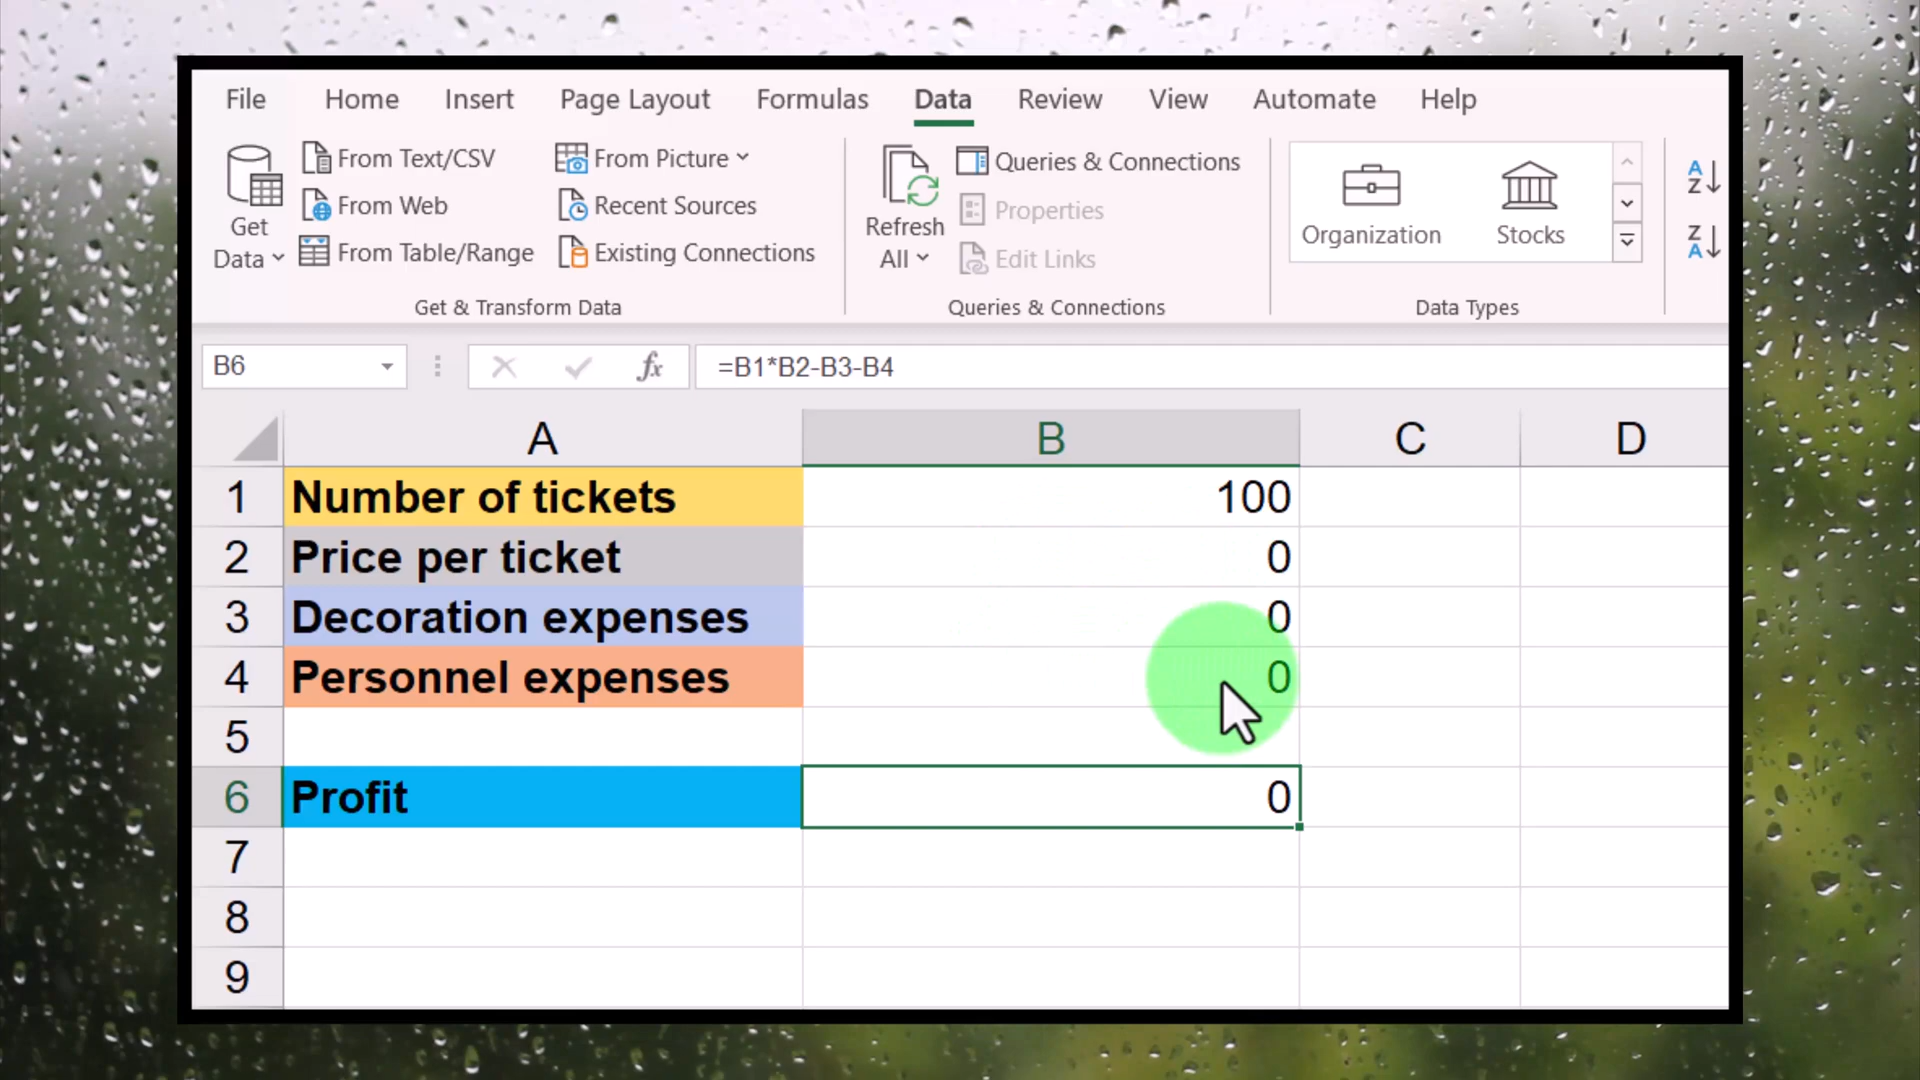 File Home Insert Page Layout Formulas Data Review View Automate Help
Get Data
From Text/CSV
From Web
From Table/Range
From Picture
Recent Sources
Existing Connections
Get & Transform Data
Refresh All
Queries & Connections
Properties
Edit Links
Queries & Connections
Organization
Stocks
Data Types
A Z
Z A
B6 fx =B1*B2-B3-B4
A B C D
1 Number of tickets 100
2 Price per ticket 0
3 Decoration expenses 0
4 Personnel expenses 0
5
6 Profit 0
7
8
9